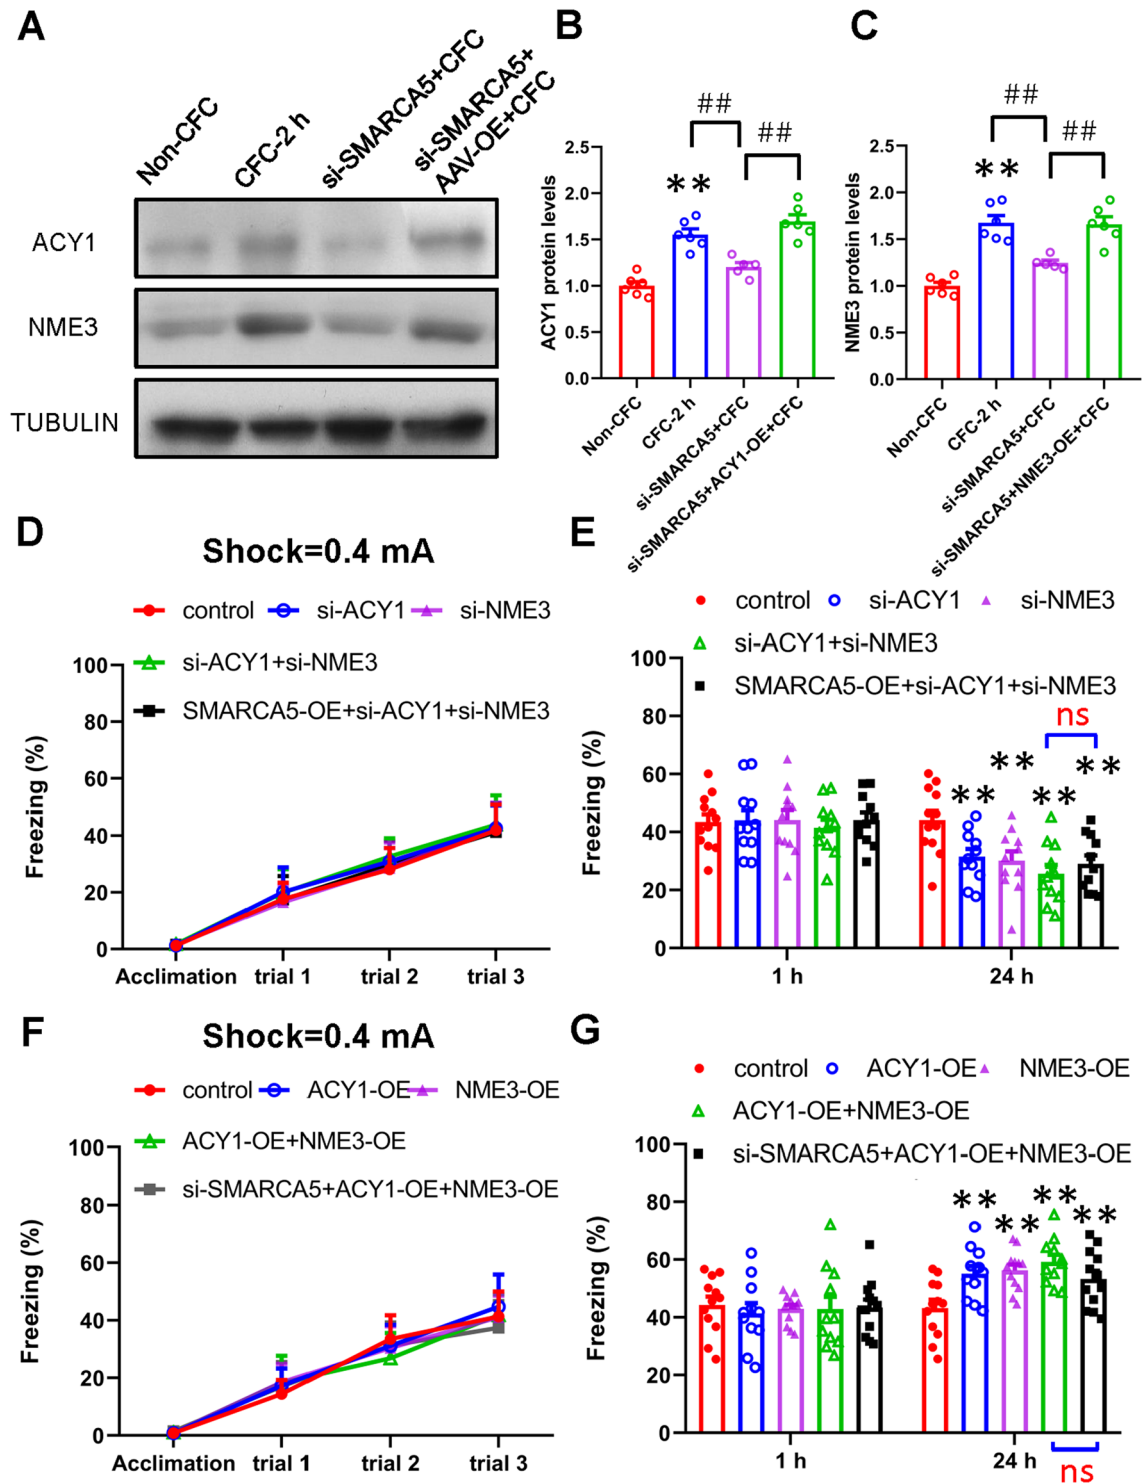 A
Non-CFC
CFC-2 h
si-SMARCA5+CFC
si-SMARCA5+
AAV-OE+CFC
ACY1
NME3
TUBULIN
B
##
##
**
2.5
2.0
1.5
1.0
0.5
0.0
ACY1 protein levels
Non-CFC
CFC-2 h
si-SMARCA5+CFC
si-SMARCA5+ACY1-OE+CFC
C
##
##
**
2.5
2.0
1.5
1.0
0.5
0.0
NME3 protein levels
Non-CFC
CFC-2 h
si-SMARCA5+CFC
si-SMARCA5+NME3-OE+CFC
D
Shock=0.4 mA
control si-ACY1 si-NME3
si-ACY1+si-NME3
SMARCA5-OE+si-ACY1+si-NME3
100
80
60
40
20
0
Freezing (%)
Acclimation trial 1 trial 2 trial 3
E
control si-ACY1 si-NME3
si-ACY1+si-NME3
SMARCA5-OE+si-ACY1+si-NME3
ns
** ** ** **
100
80
60
40
20
0
Freezing (%)
1 h 24 h
F
Shock=0.4 mA
control ACY1-OE NME3-OE
ACY1-OE+NME3-OE
si-SMARCA5+ACY1-OE+NME3-OE
100
80
60
40
20
0
Freezing (%)
Acclimation trial 1 trial 2 trial 3
G
control ACY1-OE NME3-OE
ACY1-OE+NME3-OE
si-SMARCA5+ACY1-OE+NME3-OE
** ** ** **
100
80
60
40
20
0
Freezing (%)
1 h 24 h
ns